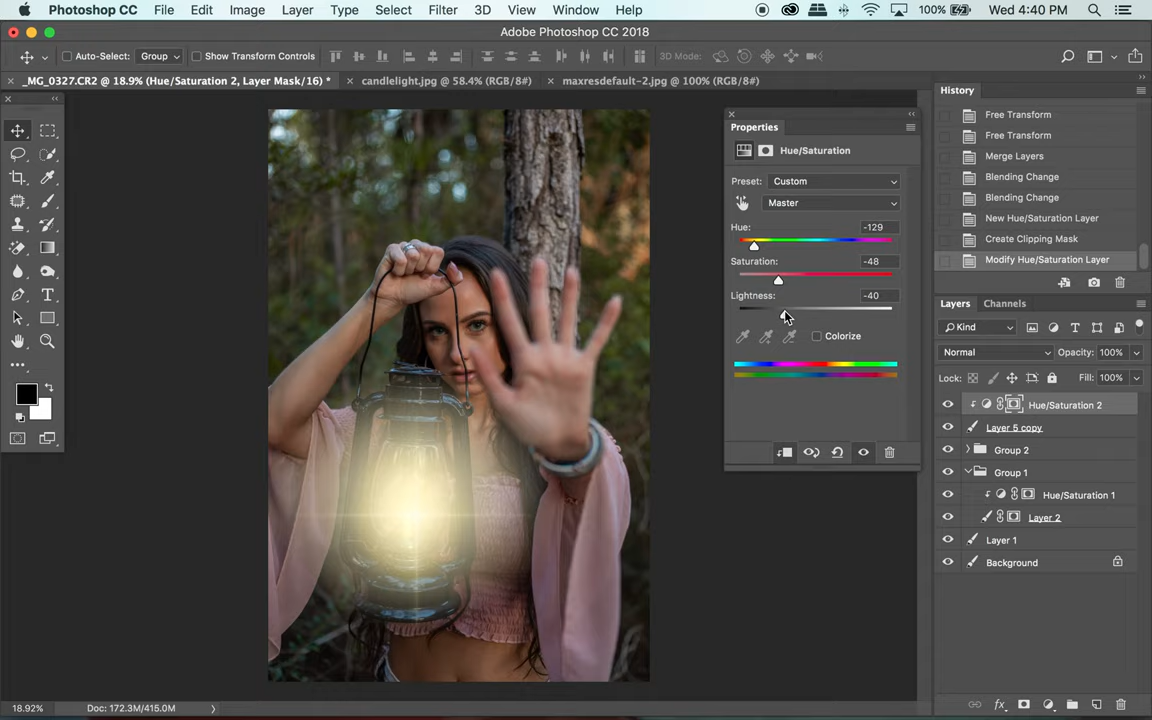 Photoshop CC File Edit Image Layer Type Select Filter 3D View Window Help 100% Wed 4:40 PM
Adobe Photoshop CC 2018
Auto-Select: Group Show Transform Controls 3D Mode:
_MG_0327.CR2 @ 18.9% (Hue/Saturation 2, Layer Mask/16) * candlelight.jpg @ 58.4% (RGB/8#) maxresdefault-2.jpg @ 100% (RGB/8#)
History
Free Transform
Free Transform
Merge Layers
Blending Change
Blending Change
New Hue/Saturation Layer
Create Clipping Mask
Modify Hue/Saturation Layer
Properties
Hue/Saturation
Preset: Custom
Master
Hue: -129
Saturation: -48
Lightness: -40
Colorize
Layers Channels
Kind
Normal Opacity: 100%
Lock: Fill: 100%
Hue/Saturation 2
Layer 5 copy
Group 2
Group 1
Hue/Saturation 1
Layer 2
Layer 1
Background
fx
18.92% Doc: 172.3M/415.0M